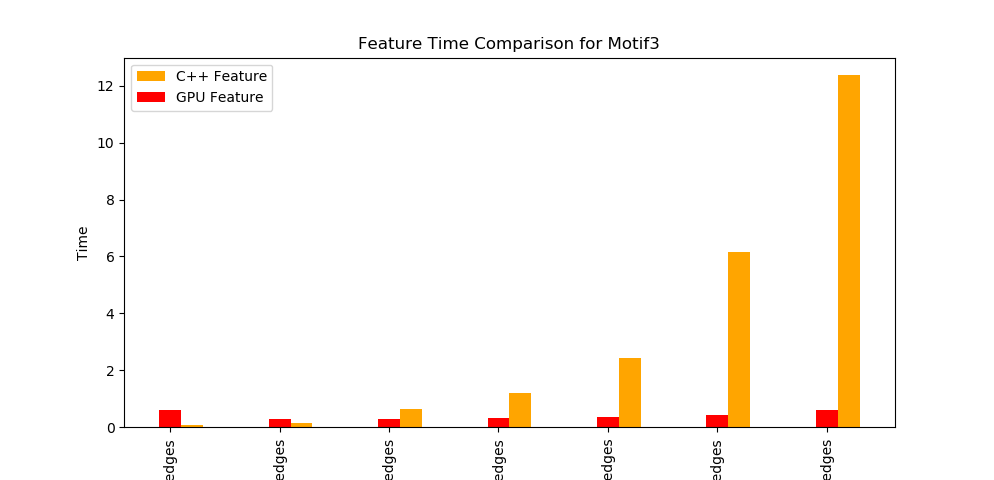 Feature Time Comparison for Motif3
C++ Feature
GPU Feature
Time
12
10
8
6
4
2
0
edges
edges
edges
edges
edges
edges
edges